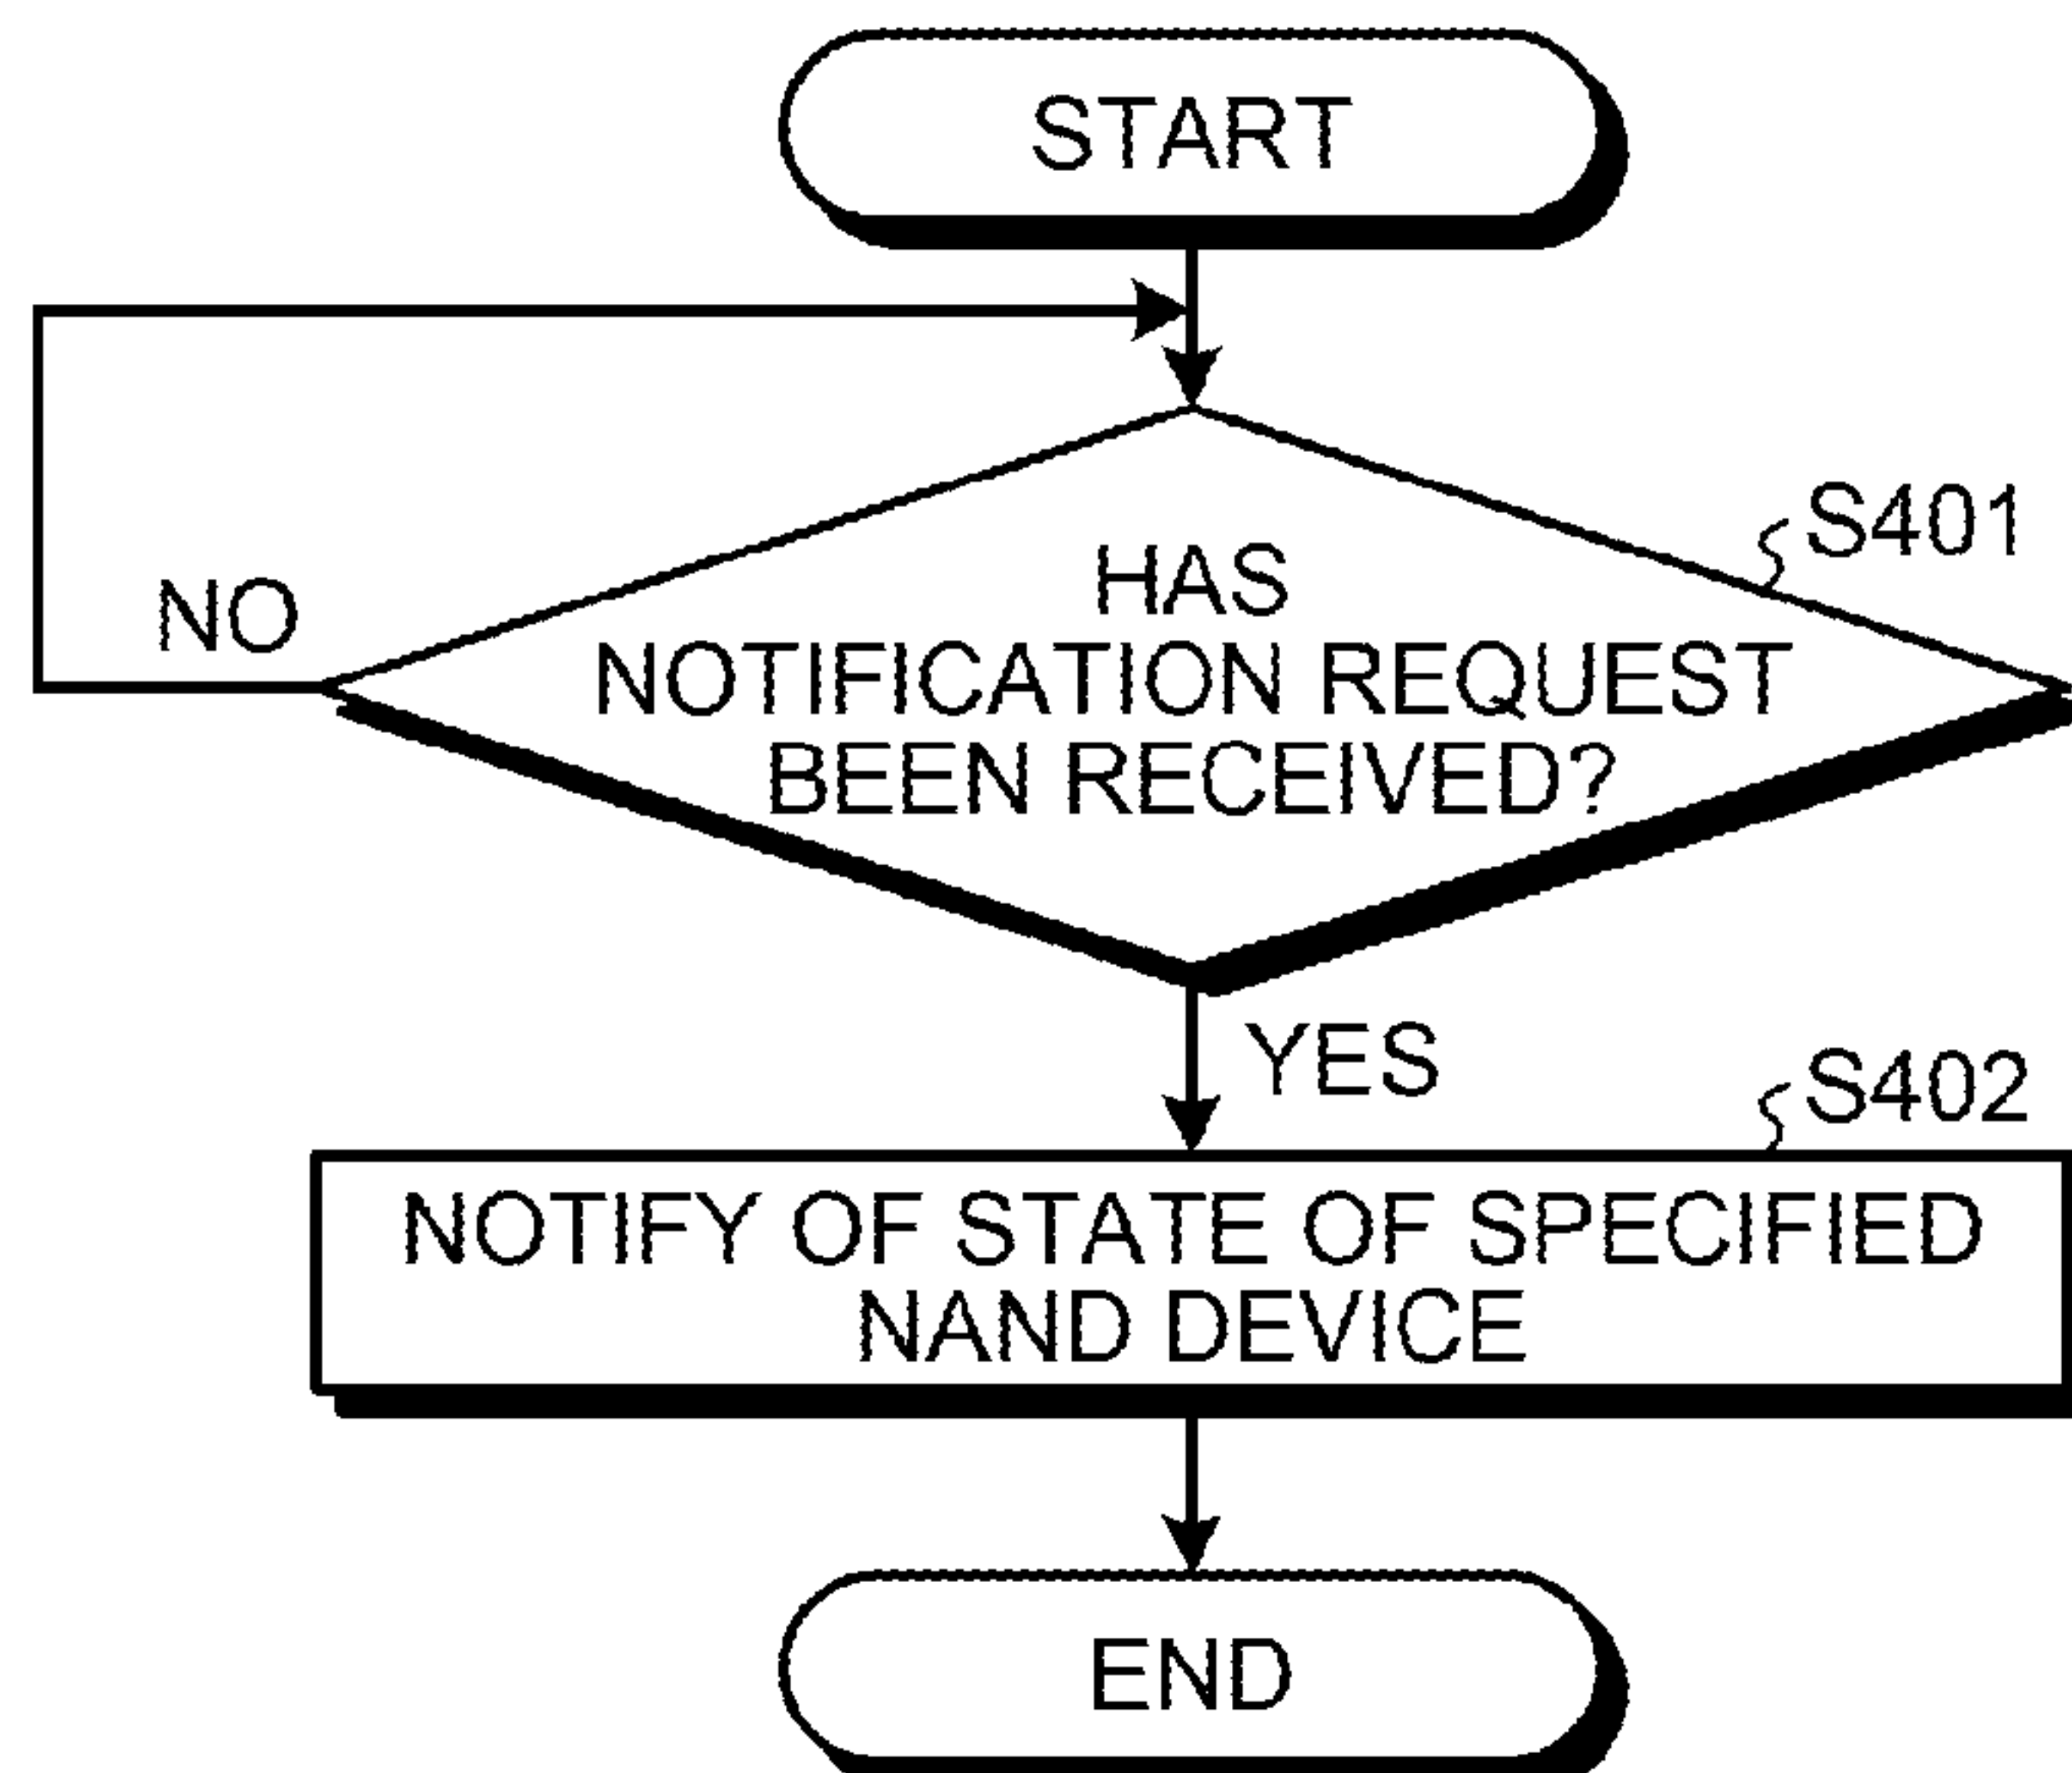 START
S401
HAS
NOTIFICATION REQUEST
BEEN RECEIVED?
NO
YES
S402
NOTIFY OF STATE OF SPECIFIED
NAND DEVICE
END